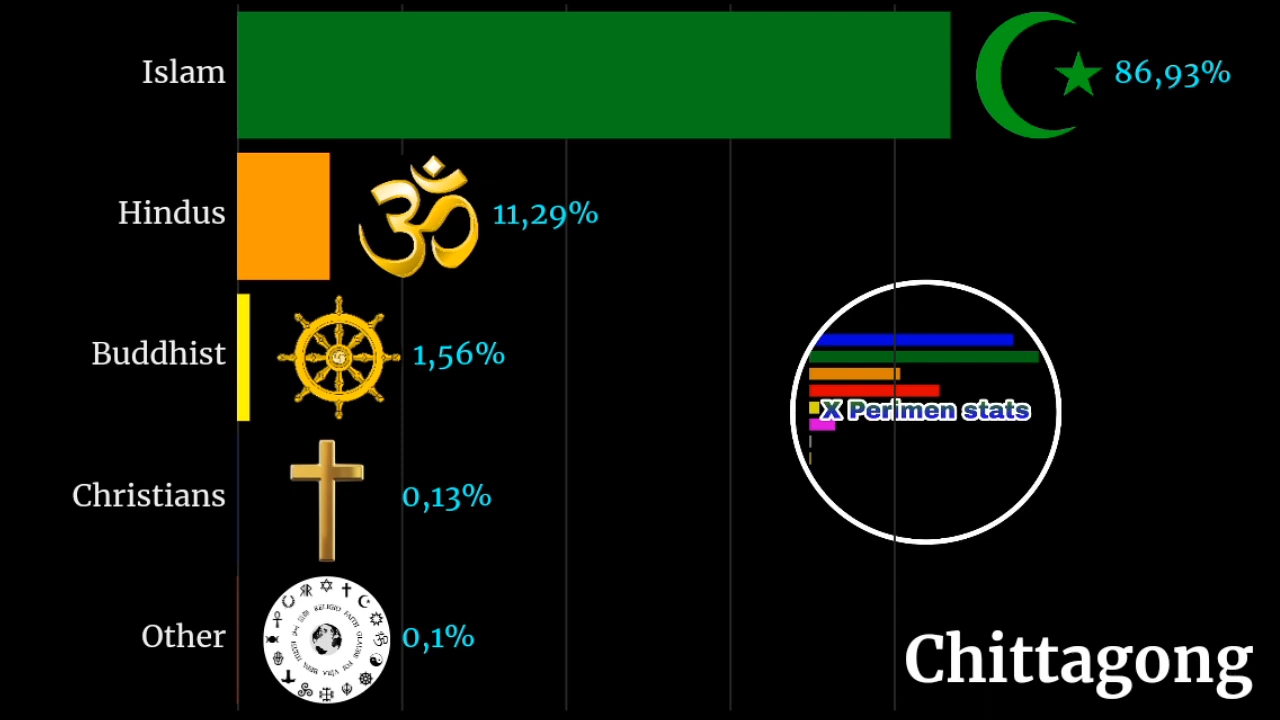 Islam 86,93%
Hindus 11,29%
Buddhist 1,56%
Christians 0,13%
Other 0,1%
X Perimen stats
Chittagong